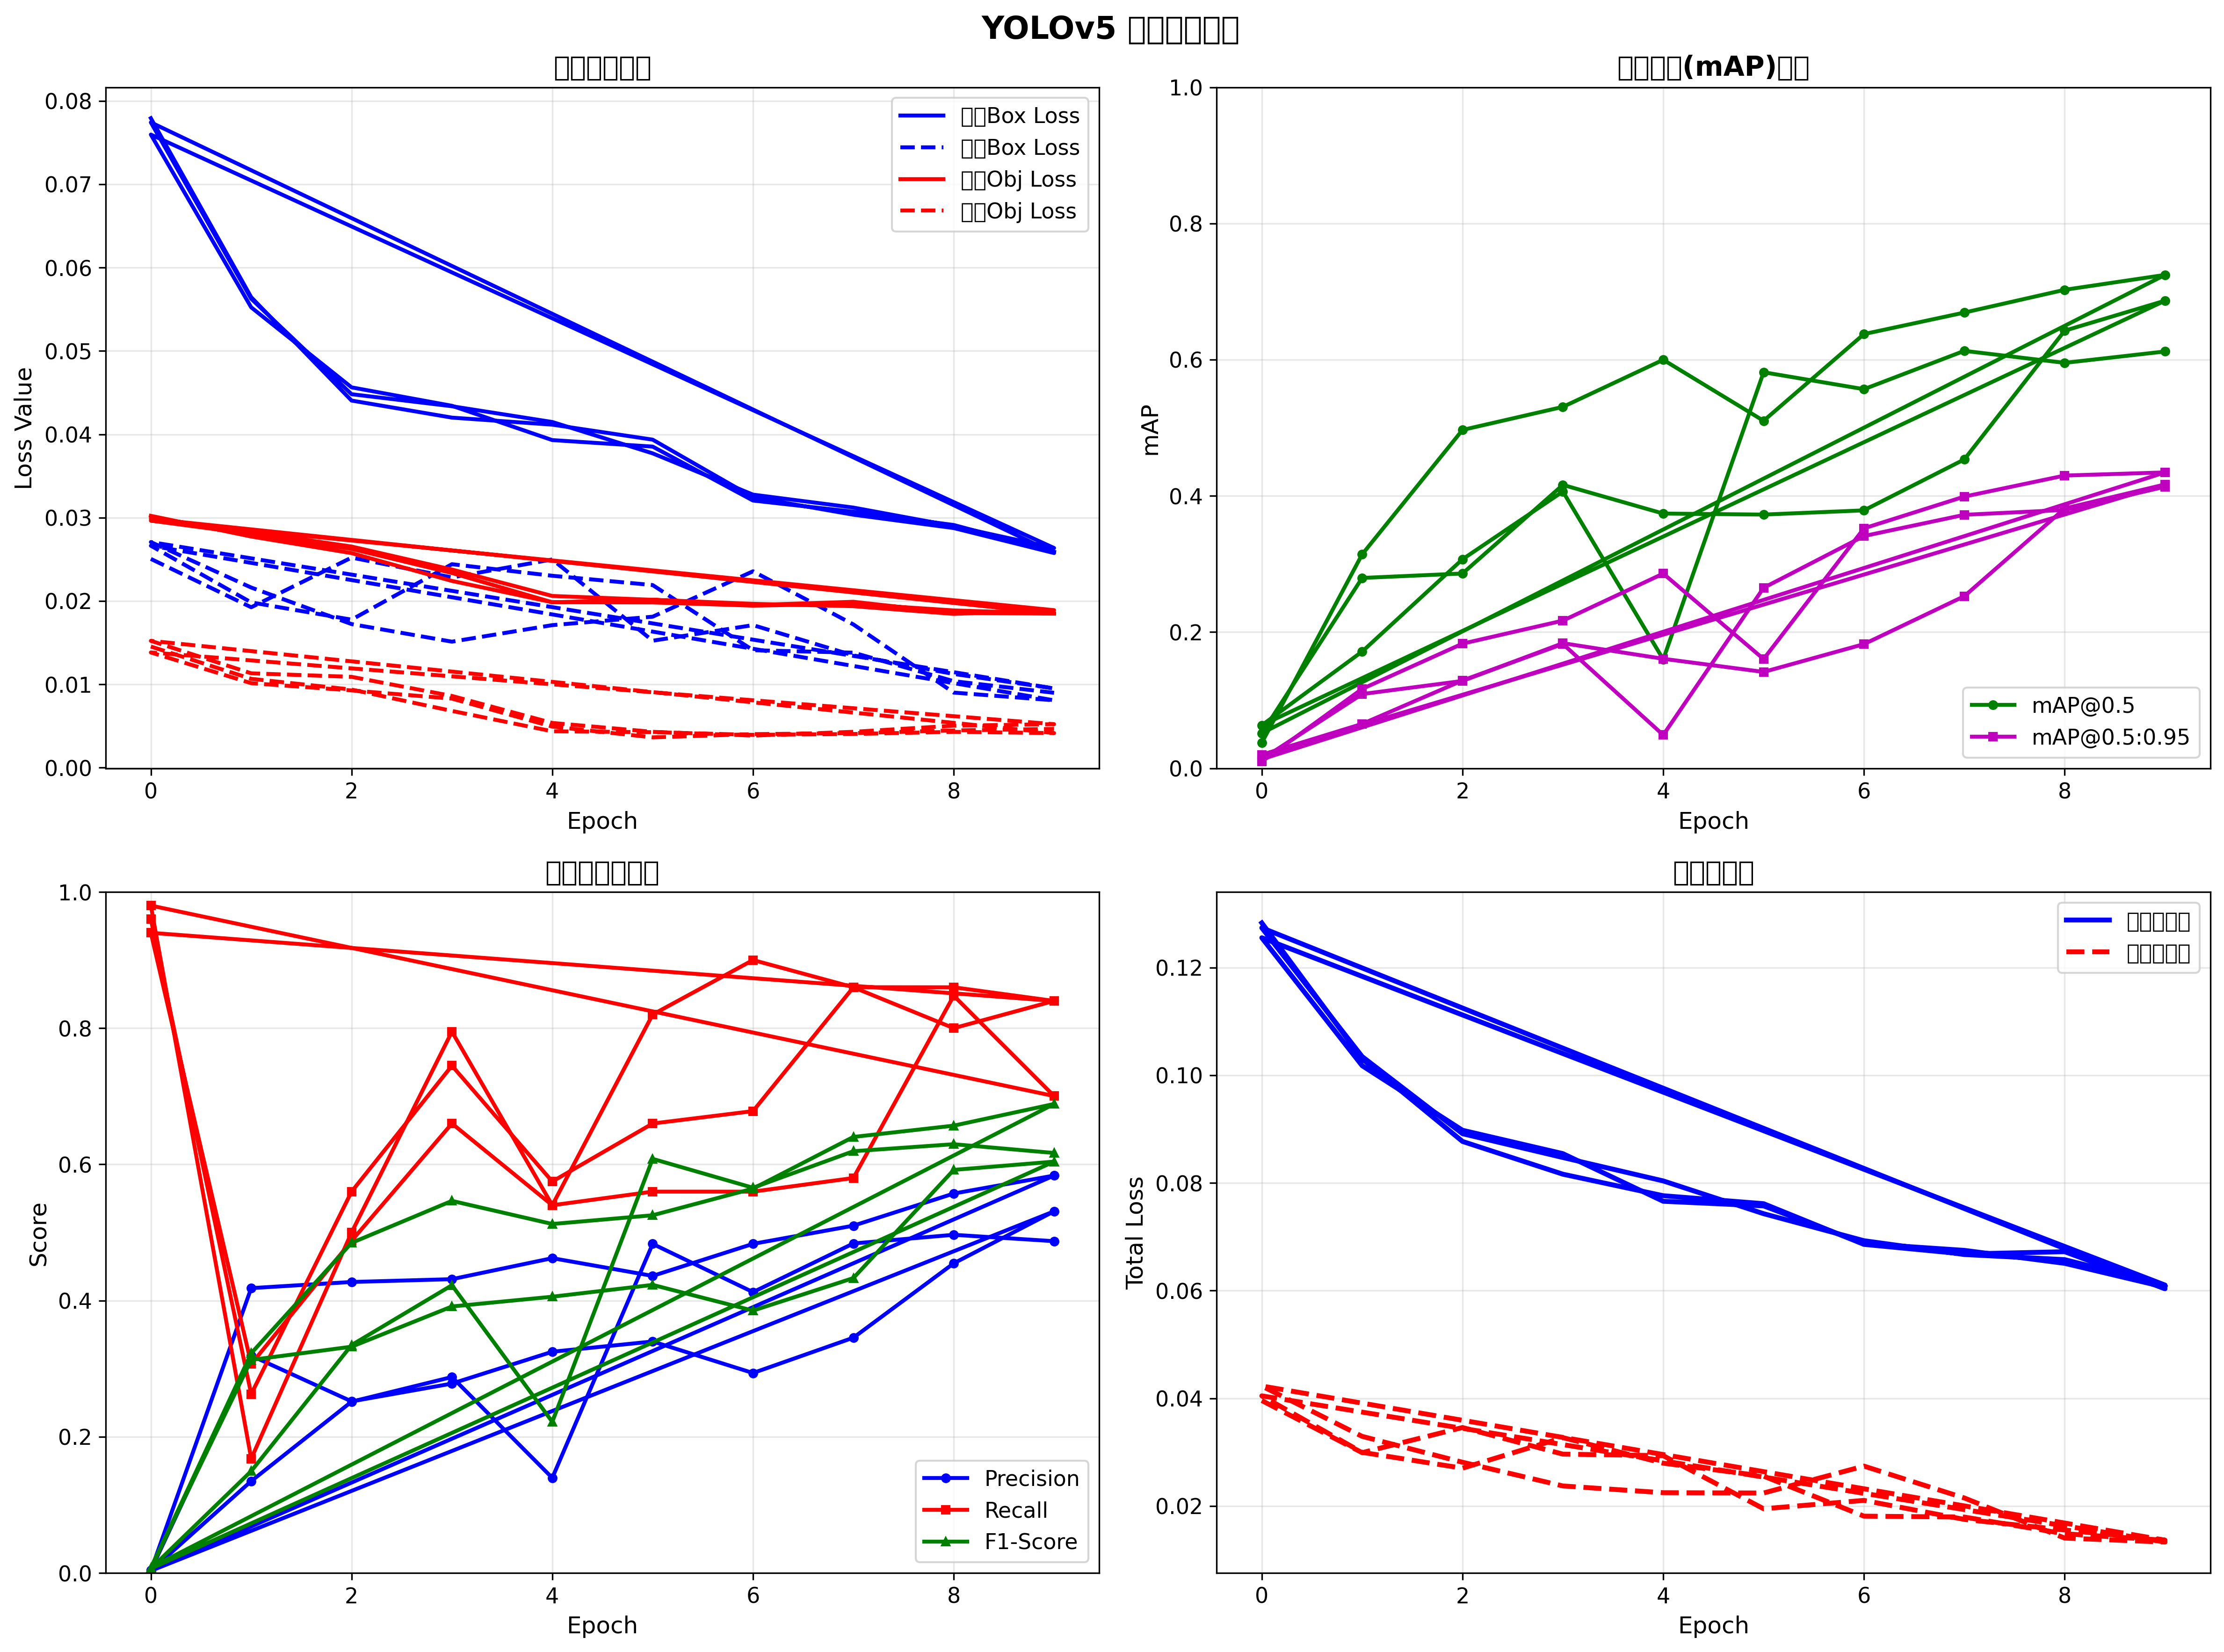 YOLOv5 □□□□□□
□□□□□□
0.08
0.07
0.06
0.05
0.04
0.03
0.02
0.01
0.00
Loss Value
0 2 4 6 8
Epoch
□□Box Loss
□□Box Loss
□□Obj Loss
□□Obj Loss
□□□□(mAP)□□
1.0
0.8
0.6
0.4
0.2
0.0
mAP
0 2 4 6 8
Epoch
mAP@0.5
mAP@0.5:0.95
□□□□□□□
1.0
0.8
0.6
0.4
0.2
0.0
Score
0 2 4 6 8
Epoch
Precision
Recall
F1-Score
□□□□□
0.12
0.10
0.08
0.06
0.04
0.02
Total Loss
0 2 4 6 8
Epoch
□□□□□
□□□□□